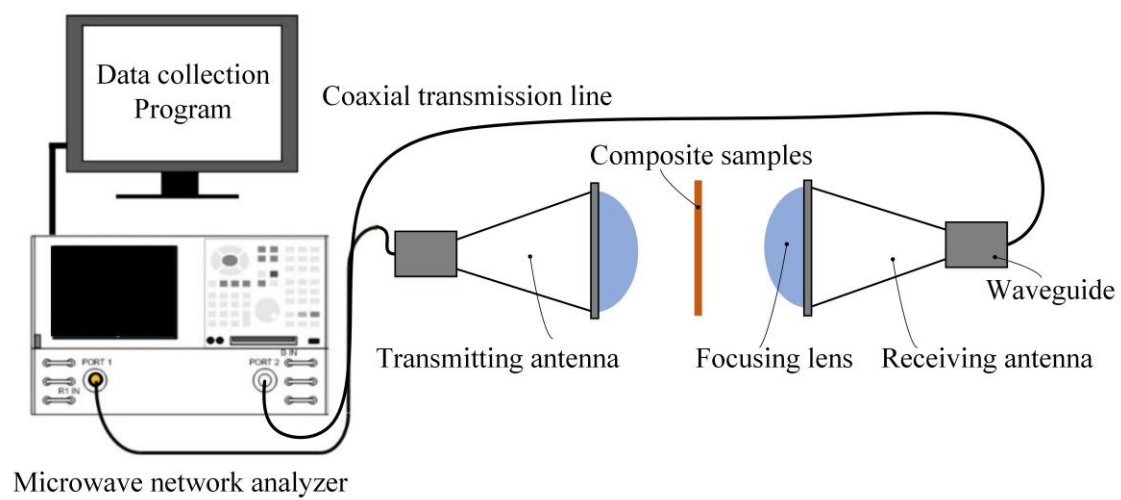 Data collection
Program
Coaxial transmission line
Composite samples
Waveguide
Transmitting antenna
Focusing lens
Receiving antenna
PORT 1
PORT 2
B IN
R1 IN
Microwave network analyzer